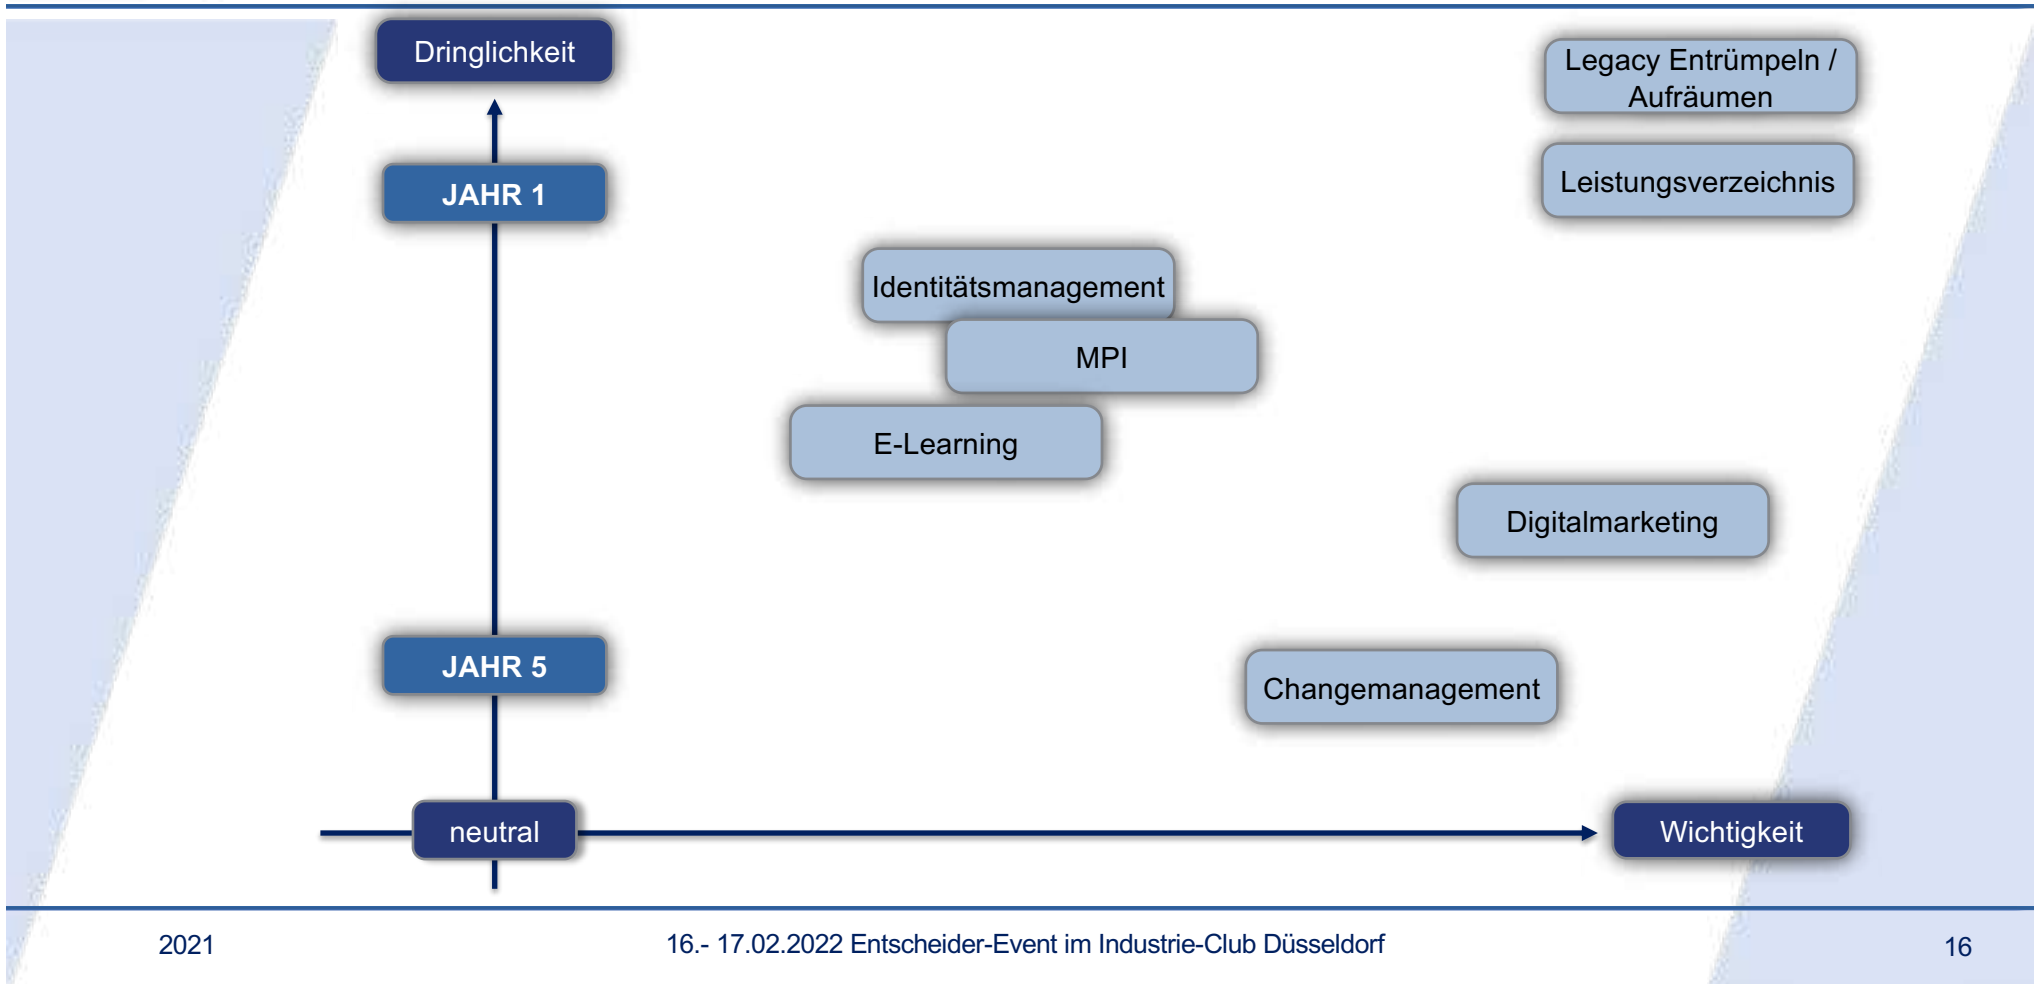 Dringlichkeit
Legacy Entrümpeln /
Aufräumen
JAHR 1
Leistungsverzeichnis
Identitätsmanagement
MPI
E-Learning
Digitalmarketing
JAHR 5
Changemanagement
neutral
Wichtigkeit
2021
16.- 17.02.2022 Entscheider-Event im Industrie-Club Düsseldorf
16